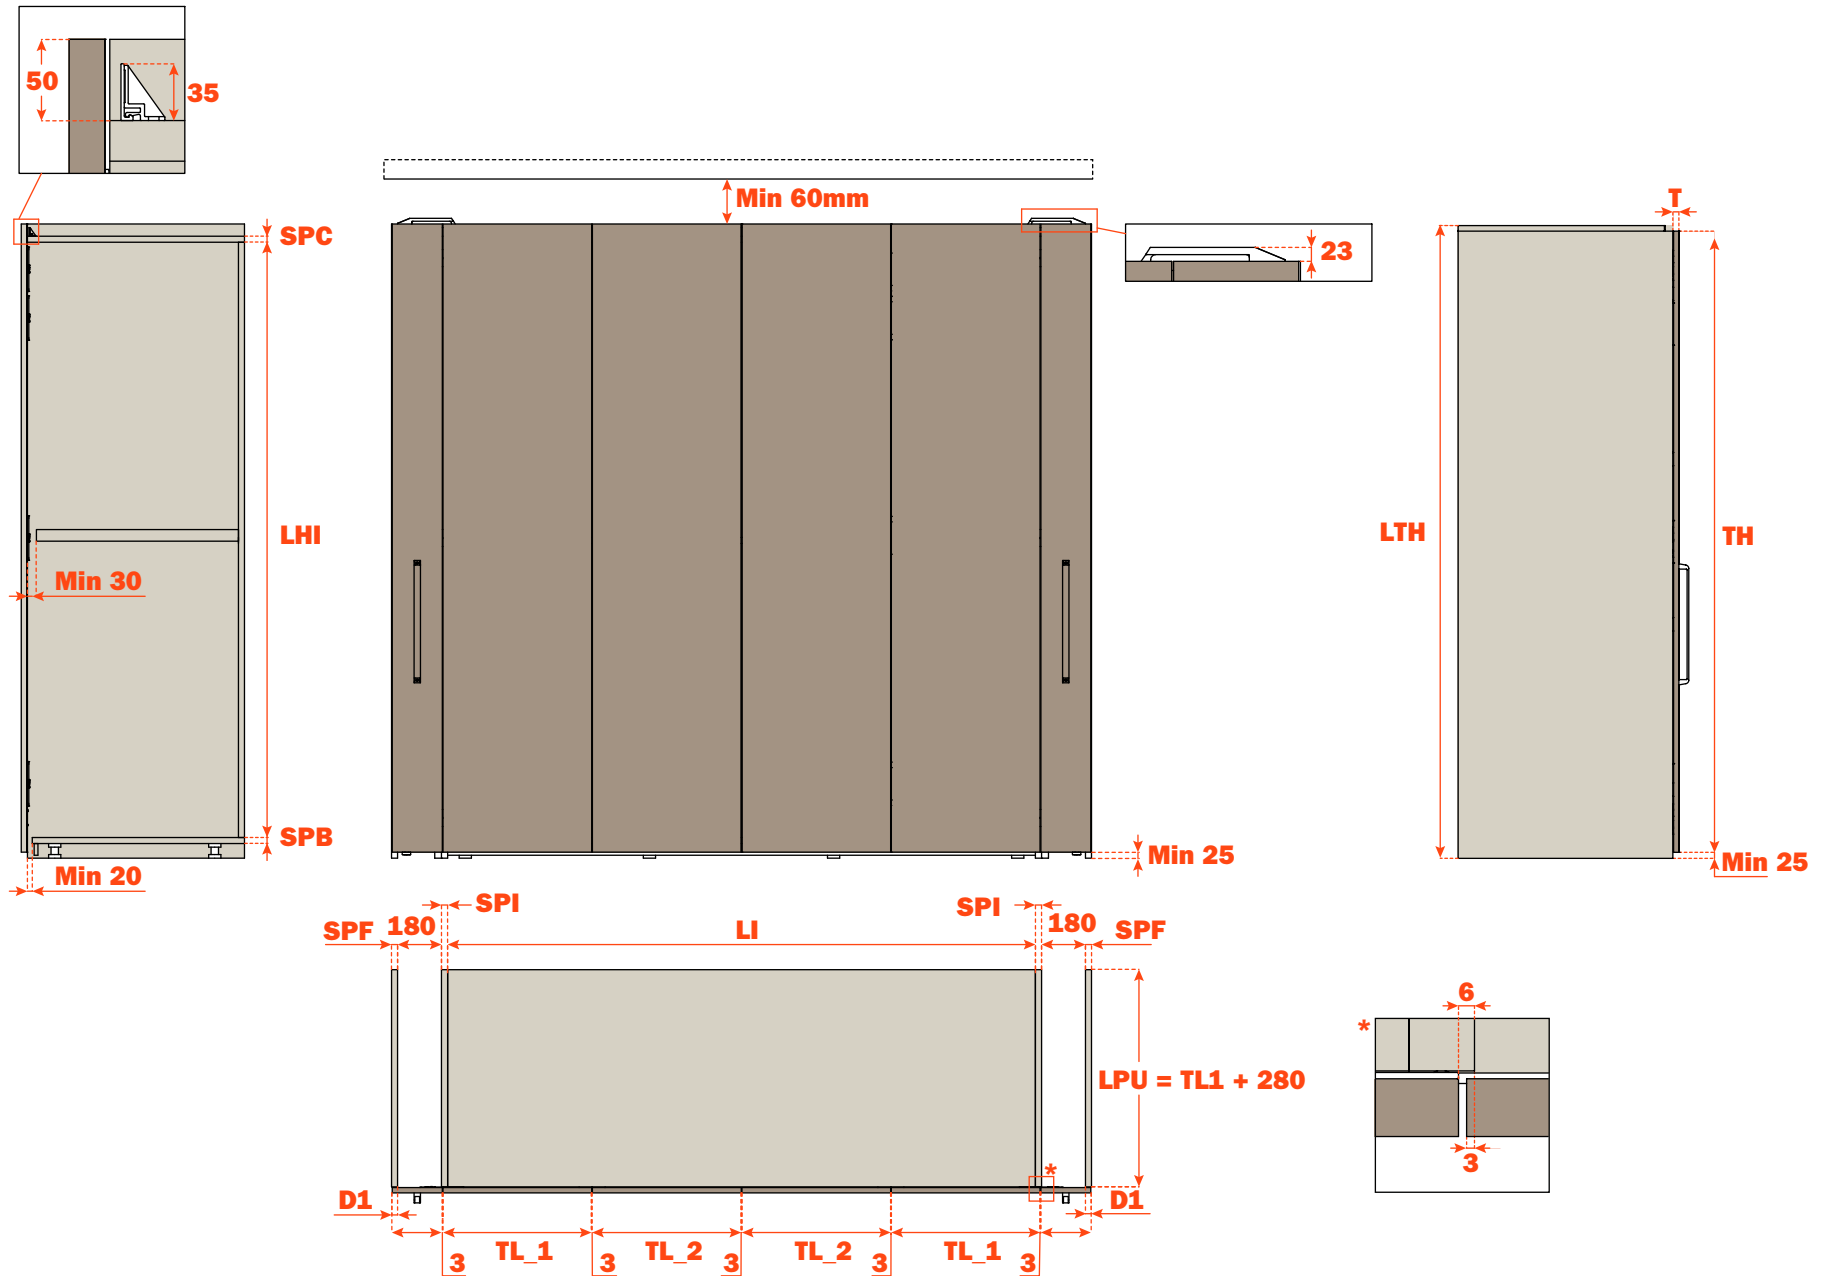 50
35
Min 60mm
T
SPC
23
LHI
LTH
TH
Min 30
SPB
Min 20
Min 25
Min 25
SPI
SPI
SPF
180
LI
180
SPF
6
*
LPU = TL1 + 280
*
3
D1
D1
3
TL_1
3
TL_2
3
TL_2
3
TL_1
3